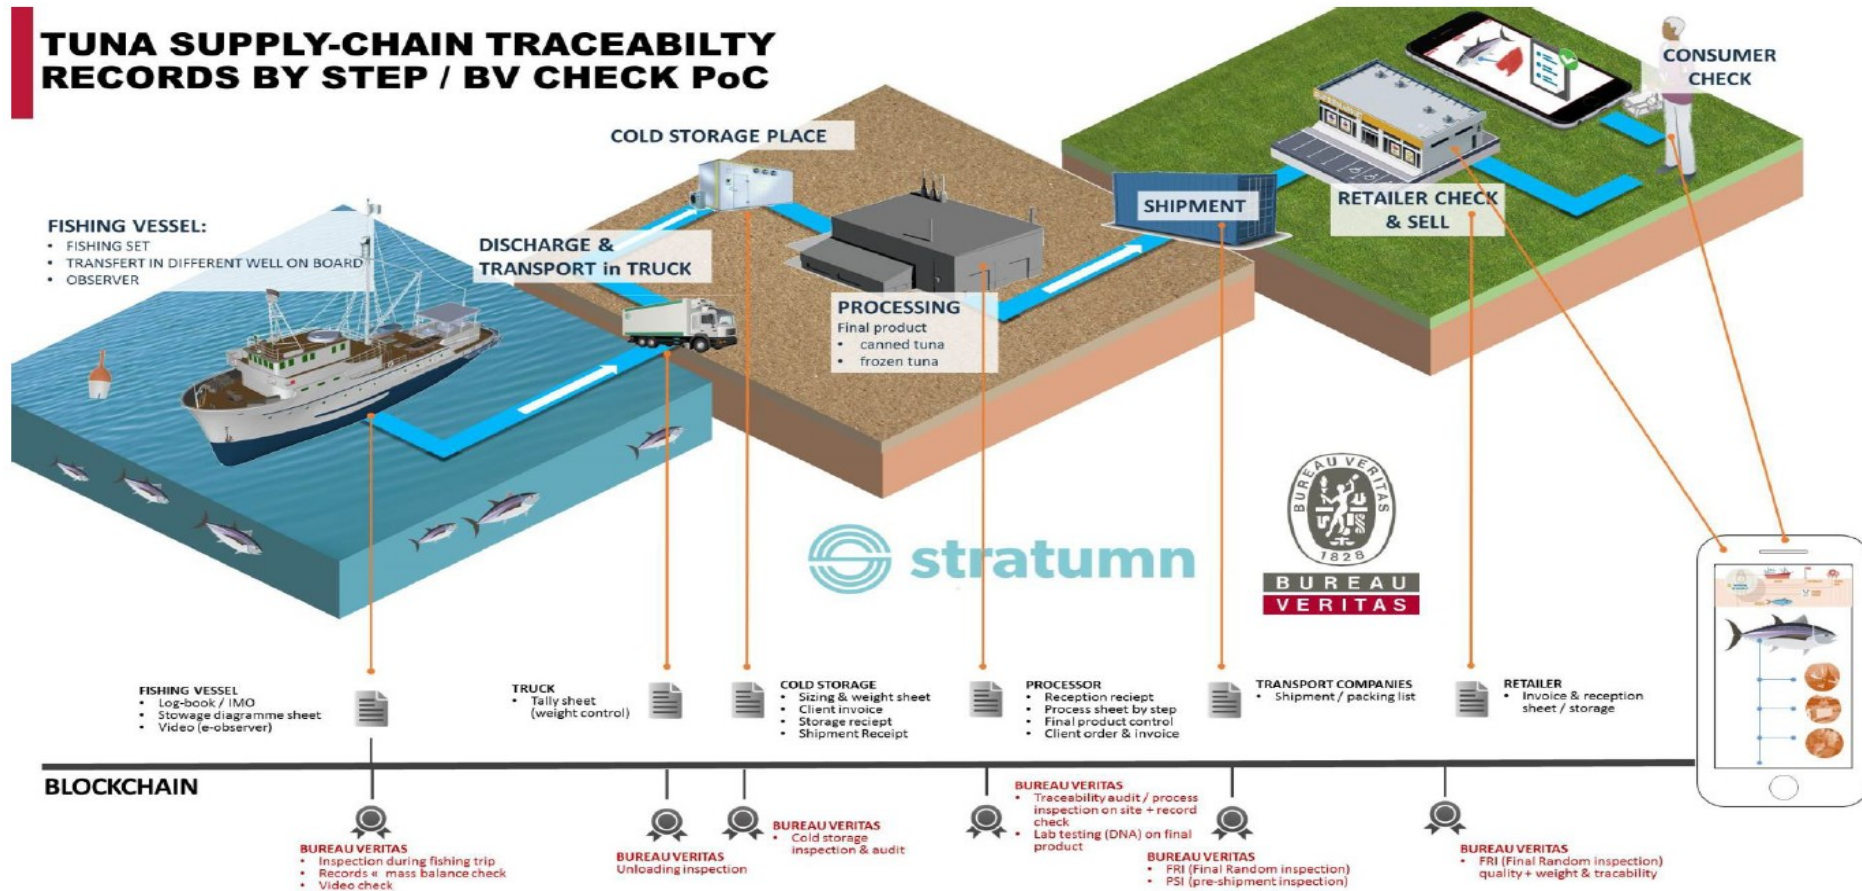 TUNA SUPPLY-CHAIN TRACEABILTY
RECORDS BY STEP / BV CHECK PoC
CONSUMER
CHECK
COLD STORAGE PLACE
FISHING VESSEL:
• FISHING SET
• TRANSFERT IN DIFFERENT WELL ON BOARD
• OBSERVER
DISCHARGE &
TRANSPORT in TRUCK
SHIPMENT
RETAILER CHECK
& SELL
PROCESSING
Final product
• canned tuna
• frozen tuna
stratumn
BUREAU VERITAS
1828
BUREAU
VERITAS
FISHING VESSEL
• Log-book / IMO
• Stowage diagramme sheet
• Video (e-observer)
TRUCK
• Tally sheet
(weight control)
COLD STORAGE
• Sizing & weight sheet
• Client invoice
• Storage reciept
• Shipment Receipt
PROCESSOR
• Reception reciept
• Process sheet by step
• Final product control
• Client order & invoice
TRANSPORT COMPANIES
• Shipment / packing list
RETAILER
• Invoice & reception
sheet / storage
BLOCKCHAIN
BUREAU VERITAS
• Inspection during fishing trip
• Records « mass balance check
• Video check
BUREAU VERITAS
Unloading inspection
BUREAU VERITAS
• Cold storage
inspection & audit
BUREAU VERITAS
• Traceability audit / process
inspection on site + record
check
• Lab testing (DNA) on final
product
BUREAU VERITAS
• FRI (Final Random inspection)
• PSI (pre-shipment inspection)
BUREAU VERITAS
• FRI (Final Random inspection)
quality + weight & tracability